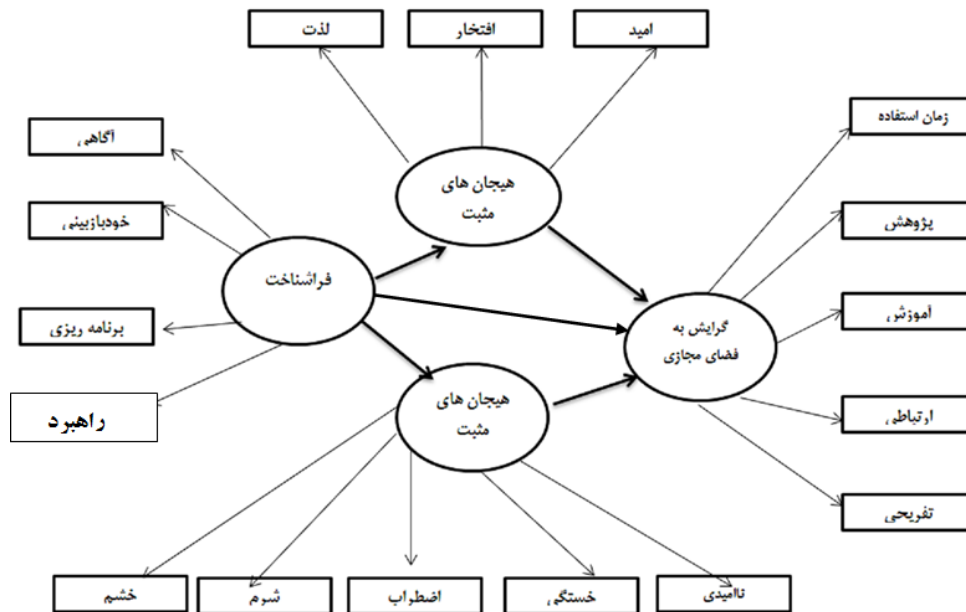 امید
افتخار
لذت
زمان استفاده
آگاهی
هیجان های
مثبت
پژوهش
خودبازبینی
فراشناخت
آموزش
گرایش به
فضای مجازی
برنامه ریزی
هیجان های
مثبت
راهبرد
ارتباطی
تفریحی
ناامیدی
خستگی
اضطراب
شرم
خشم